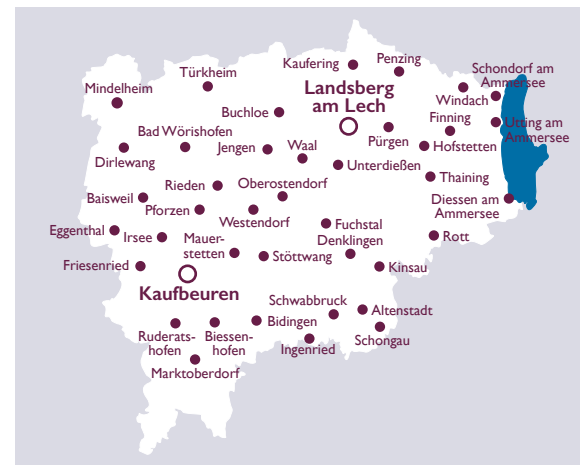 Penzing
Kaufering
Schondorf am
Ammersee
Türkheim
Mindelheim
Landsberg
am Lech
Windach
Buchloe
Finning
Utting am
Ammersee
Bad Wörishofen
Pürgen
Dirlewang
Jengen
Waal
Hofstetten
Unterdießen
Thaining
Rieden
Oberostendorf
Baisweil
Diessen am
Ammersee
Pforzen
Westendorf
Fuchstal
Eggenthal
Irsee
Mauer-
stetten
Denklingen
Rott
Stöttwang
Friesenried
Kinsau
Kaufbeuren
Schwabbruck
Altenstadt
Bidingen
Ruderats-
hofen
Biessen-
hofen
Schongau
Ingenried
Marktoberdorf